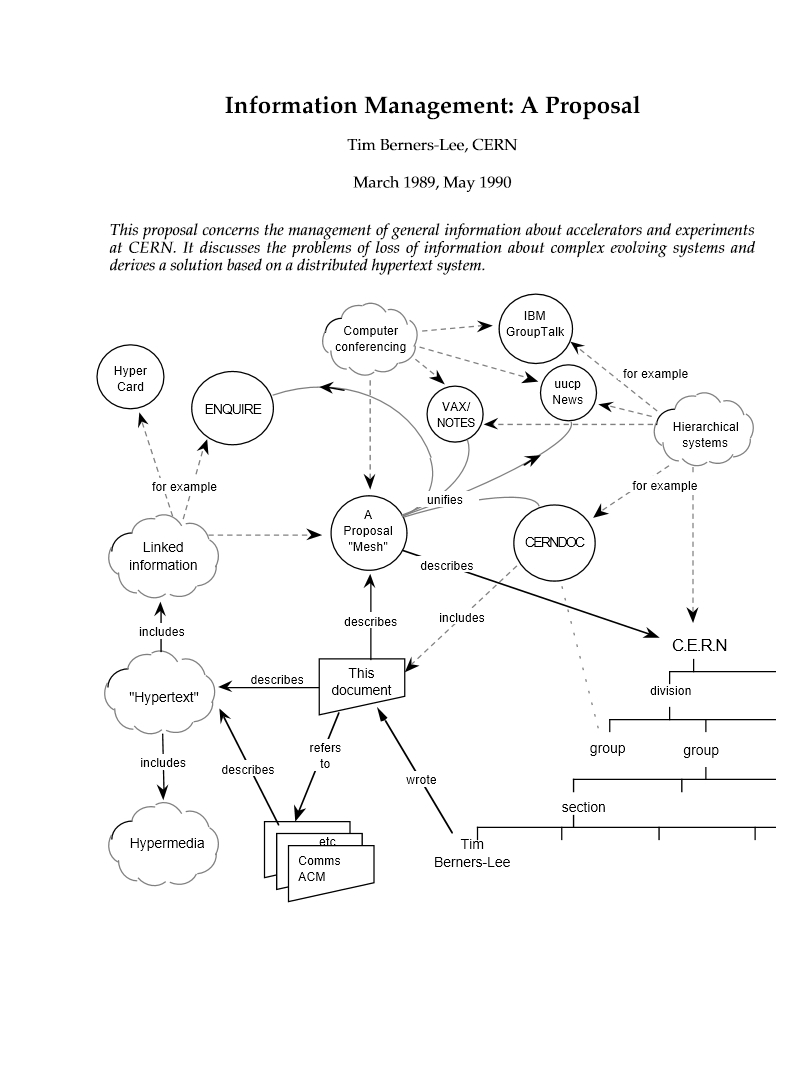 Information Management: A Proposal
Tim Berners-Lee, CERN
March 1989, May 1990
This proposal concerns the management of general information about accelerators and experiments
at CERN. It discusses the problems of loss of information about complex evolving systems and
derives a solution based on a distributed hypertext system.
IBM
GroupTalk
Computer
conferencing
Hyper
Card
for example
uucp
News
ENQUIRE
VAX/
NOTES
Hierarchical
systems
for example
for example
unifies
A
Proposal
"Mesh"
CERNDOC
Linked
information
describes
includes
describes
includes
C.E.R.N
This
document
describes
division
"Hypertext"
refers
to
group
group
includes
describes
wrote
section
Hypermedia
etc
Comms
ACM
Tim
Berners-Lee